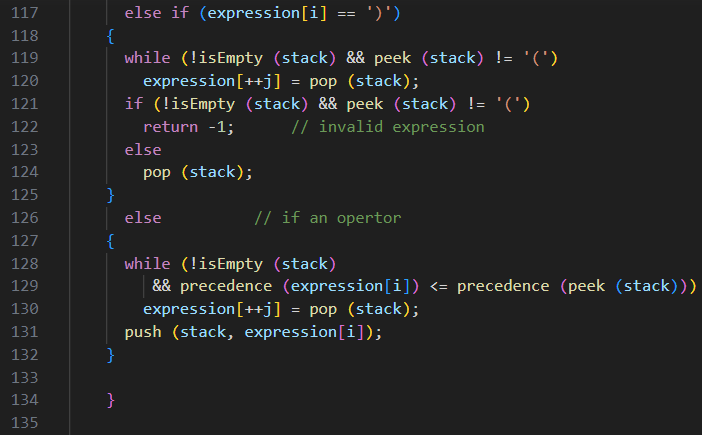 117 else if (expression[i] == ')')
118 {
119 while (!isEmpty (stack) && peek (stack) != '(')
120 expression[++j] = pop (stack);
121 if (!isEmpty (stack) && peek (stack) != '(')
122 return -1; // invalid expression
123 else
124 pop (stack);
125 }
126 else // if an opertor
127 {
128 while (!isEmpty (stack)
129 && precedence (expression[i]) <= precedence (peek (stack)))
130 expression[++j] = pop (stack);
131 push (stack, expression[i]);
132 }
133
134 }
135